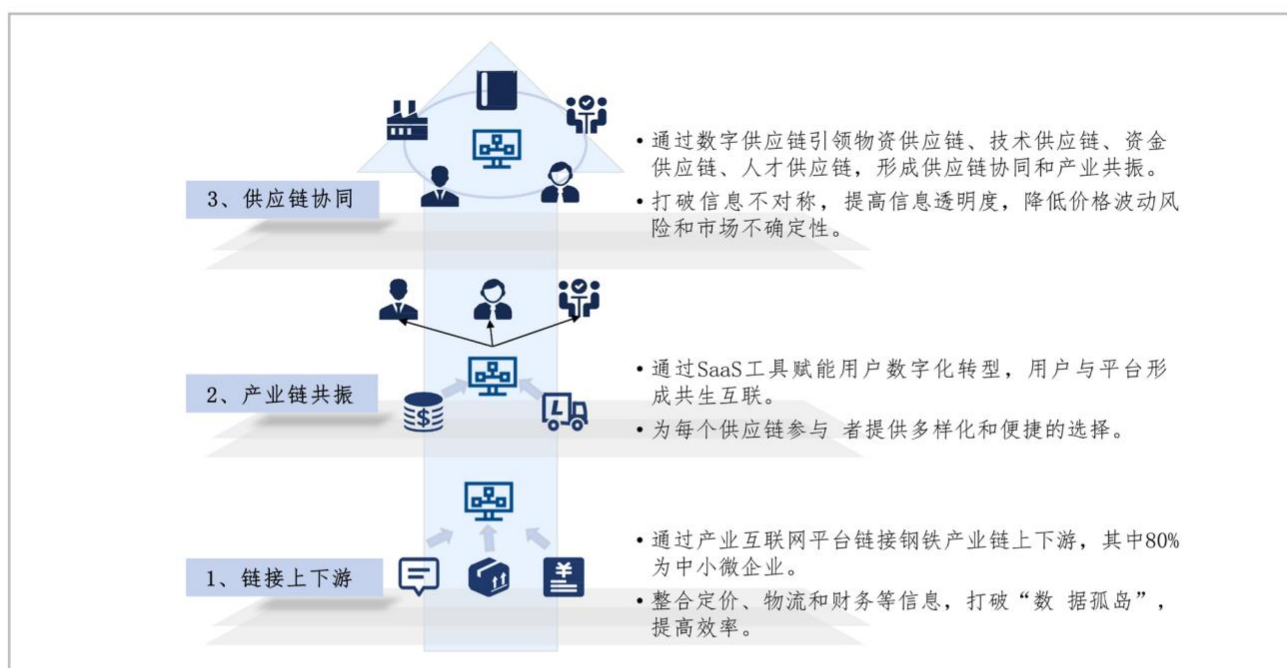 • 通过数字供应链引领物资供应链、技术供应链、资金
供应链、人才供应链，形成供应链协同和产业共振。
3、供应链协同
• 打破信息不对称，提高信息透明度，降低价格波动风
险和市场不确定性。
• 通过SaaS工具赋能用户数字化转型，用户与平台形
成共生互联。
2、产业链共振
• 为每个供应链参与 者提供多样化和便捷的选择。
• 通过产业互联网平台链接钢铁产业链上下游，其中80%
为中小微企业。
1、链接上下游
• 整合定价、物流和财务等信息，打破“数 据孤岛”，
提高效率。
$
L
¥